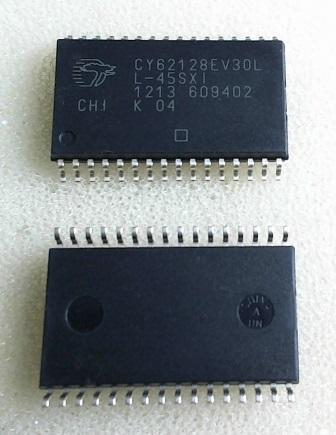 CY62128EV30L
L-45SXI
1213 609402
CHI K 04
A